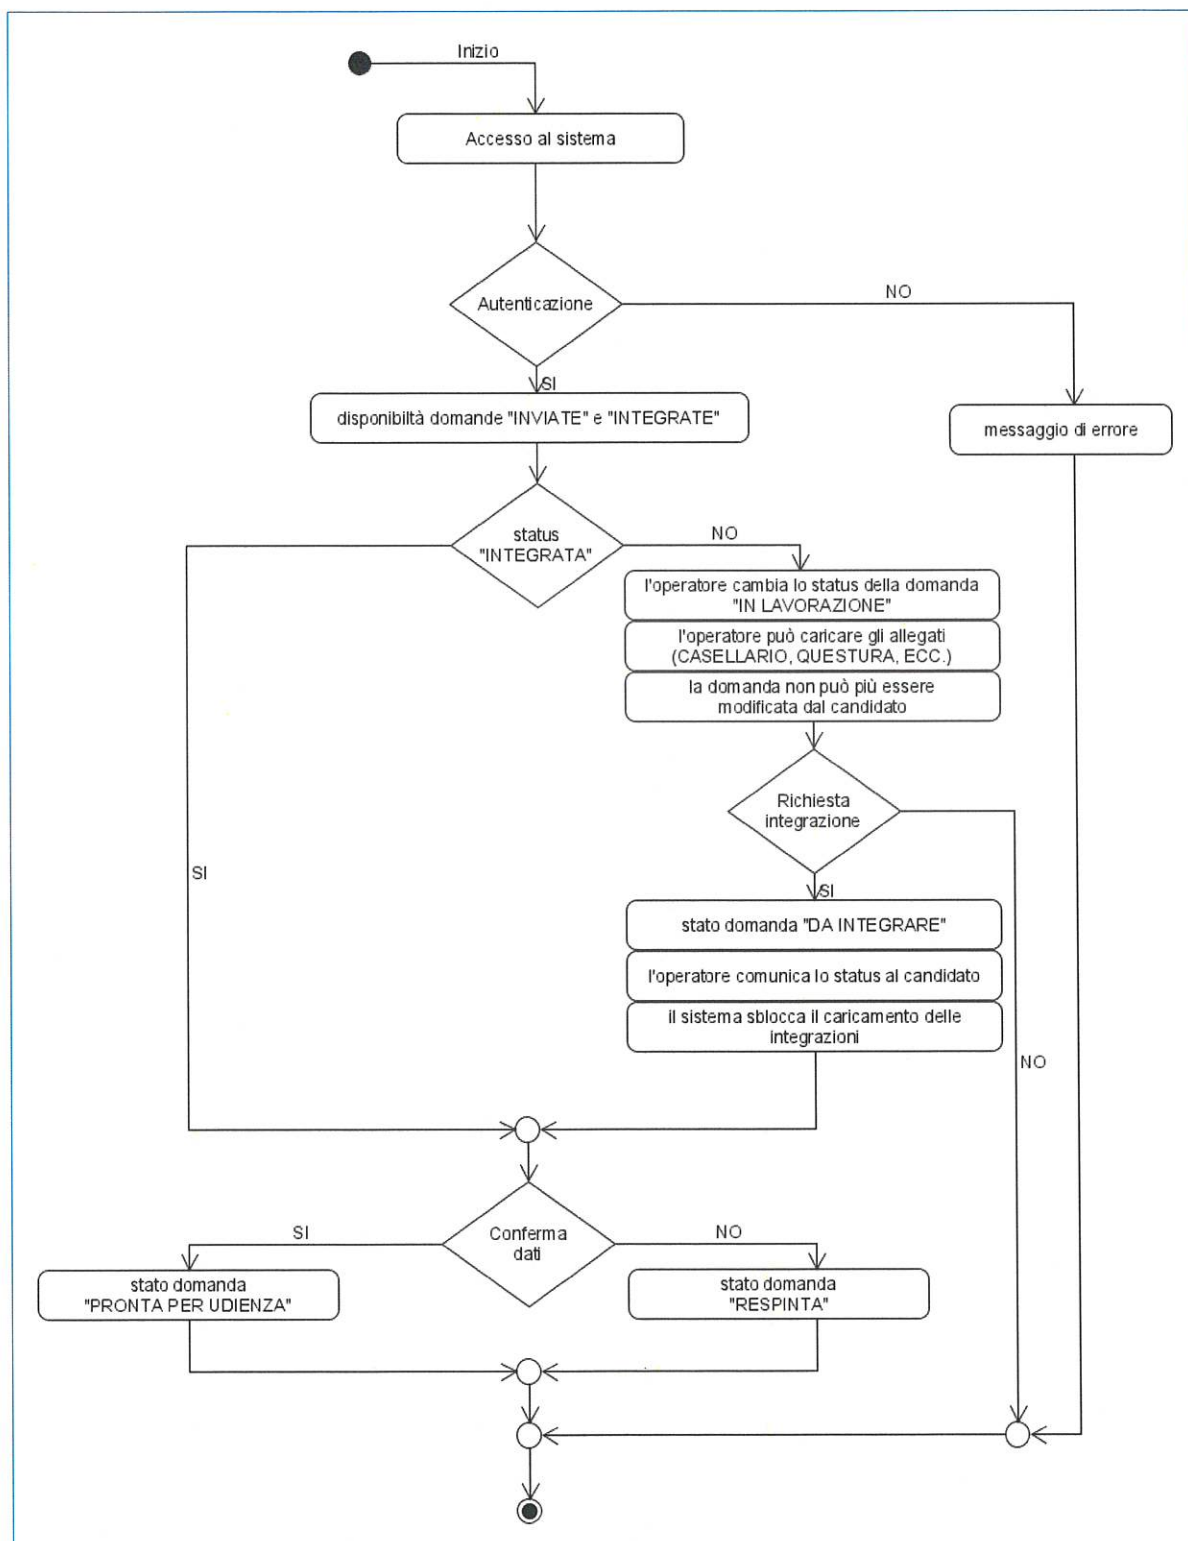 Inizio
Accesso al sistema
Autenticazione
NO
SI
disponibiltà domande "INVIATE" e "INTEGRATE"
messaggio di errore
status
"INTEGRATA"
NO
l'operatore cambia lo status della domanda
"IN LAVORAZIONE"
l'operatore può caricare gli allegati
(CASELLARIO, QUESTURA, ECC.)
la domanda non può più essere
modificata dal candidato
Richiesta
integrazione
SI
SI
stato domanda "DA INTEGRARE"
l'operatore comunica lo status al candidato
il sistema sblocca il caricamento delle
integrazioni
NO
Conferma
dati
SI
NO
stato domanda
"PRONTA PER UDIENZA"
stato domanda
"RESPINTA"